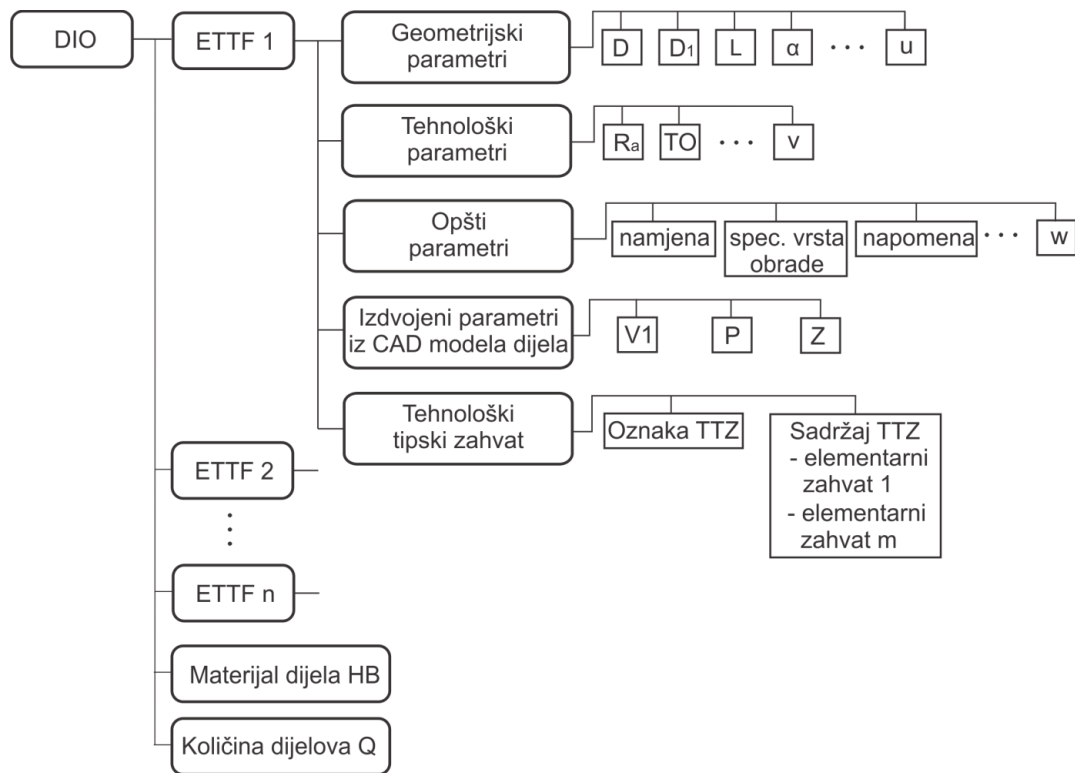 DIO
ETTF 1
Geometrijski
parametri
D
D1
L
α
...
u
Tehnološki
parametri
Ra
TO
...
v
Opšti
parametri
namjena
spec. vrsta
obrade
napomena
...
w
Izdvojeni parametri
iz CAD modela dijela
V1
P
Z
Tehnološki
tipski zahvat
Oznaka TTZ
Sadržaj TTZ
- elementarni
zahvat 1
- elementarni
zahvat m
ETTF 2
ETTF n
Materijal dijela HB
Količina dijelova Q